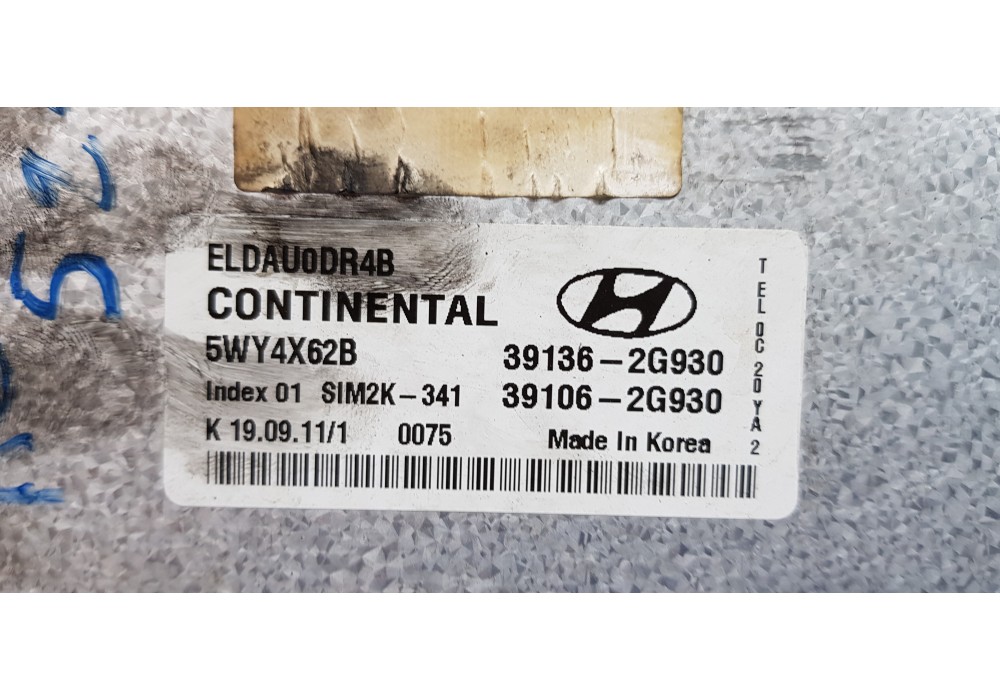 ELDAU0DR4B
CONTINENTAL
5WY4X62B
39136-2G930
Index 01 SIM2K-341
39106-2G930
K 19.09.11/1 0075 Made In Korea
TEL QC 20 YA 2